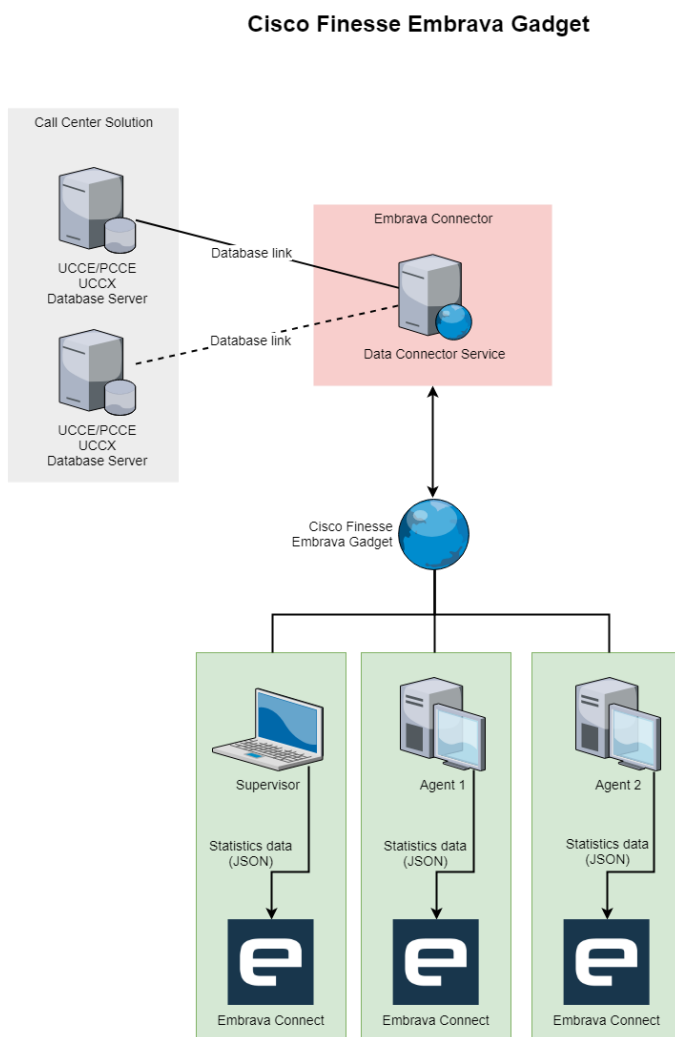 Cisco Finesse Embrava Gadget
Call Center Solution
UCCE/PCCE
UCCX
Database Server
UCCE/PCCE
UCCX
Database Server
Database link
Database link
Embrava Connector
Data Connector Service
Cisco Finesse
Embrava Gadget
Supervisor
Agent 1
Agent 2
Statistics data
(JSON)
Statistics data
(JSON)
Statistics data
(JSON)
e
e
e
Embrava Connect
Embrava Connect
Embrava Connect